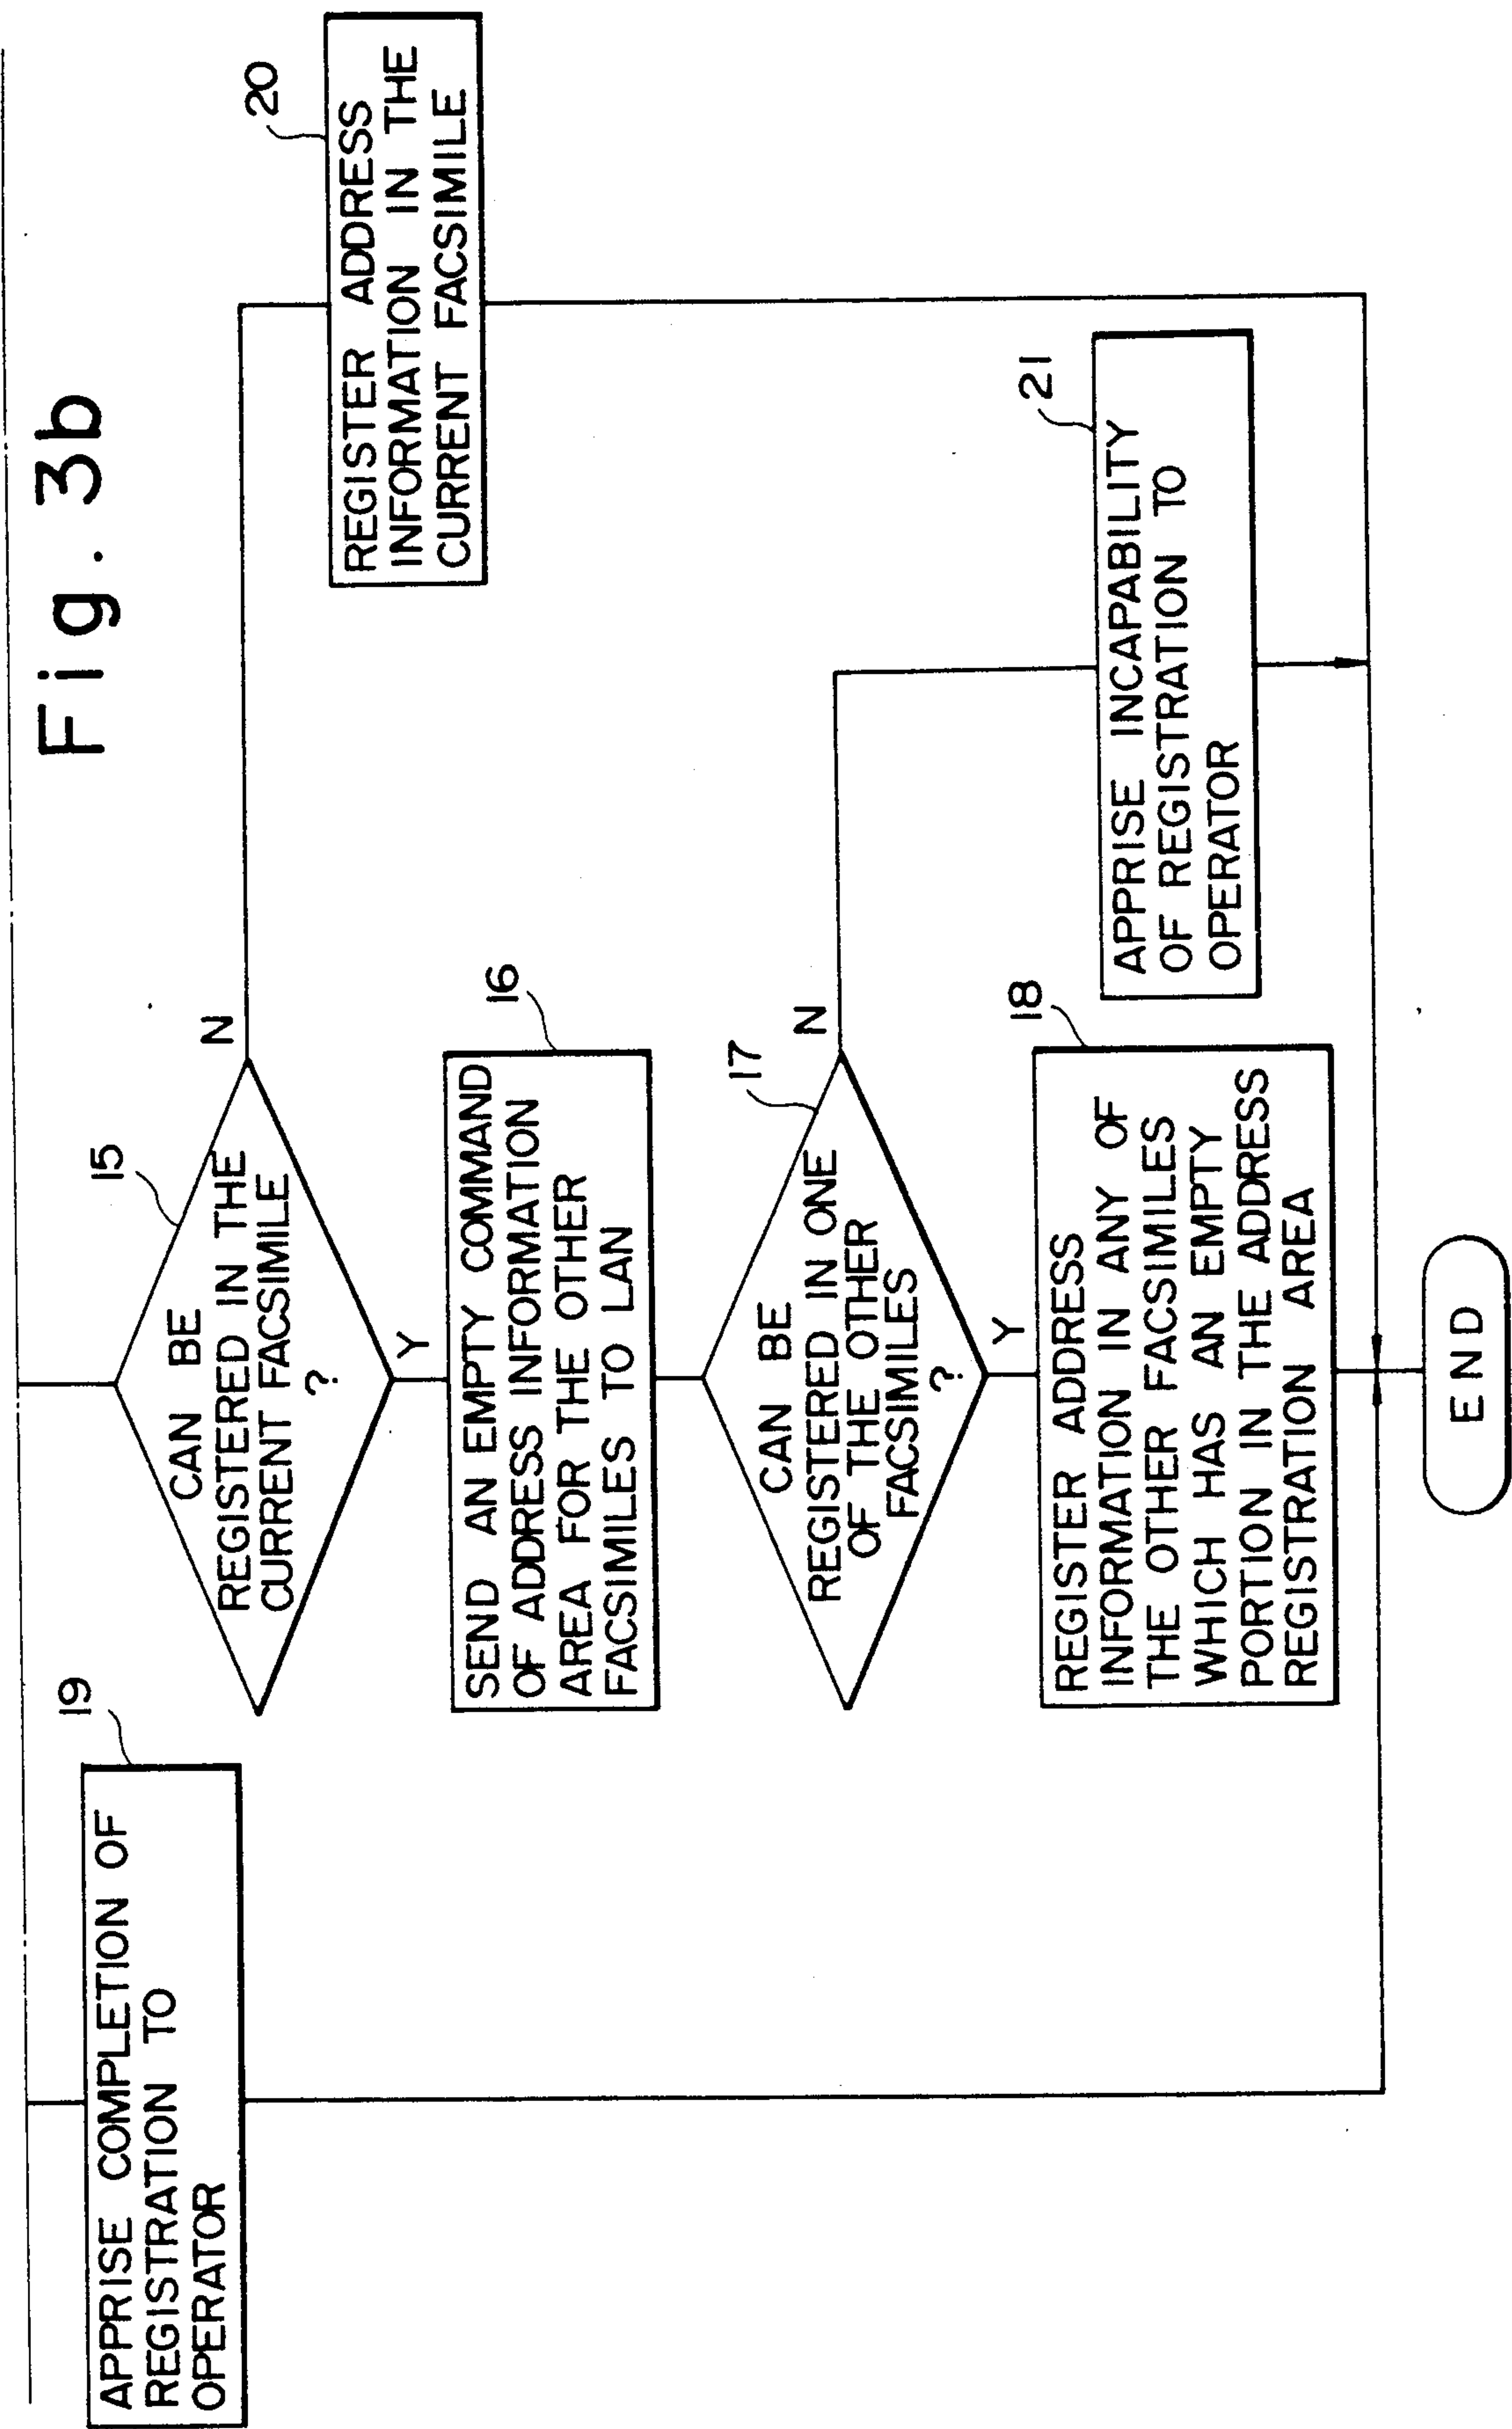 Fig. 3b
19
APPRISE COMPLETION OF
REGISTRATION TO
OPERATOR
15
CAN BE
REGISTERED IN THE
CURRENT FACSIMILE
?
N
Y
20
REGISTER ADDRESS
INFORMATION IN THE
CURRENT FACSIMILE
16
SEND AN EMPTY COMMAND
OF ADDRESS INFORMATION
AREA FOR THE OTHER
FACSIMILES TO LAN
17
CAN BE
REGISTERED IN ONE
OF THE OTHER
FACSIMILES
?
N
Y
21
APPRISE INCAPABILITY
OF REGISTRATION TO
OPERATOR
18
REGISTER ADDRESS
INFORMATION IN ANY OF
THE OTHER FACSIMILES
WHICH HAS AN EMPTY
PORTION IN THE ADDRESS
REGISTRATION AREA
END